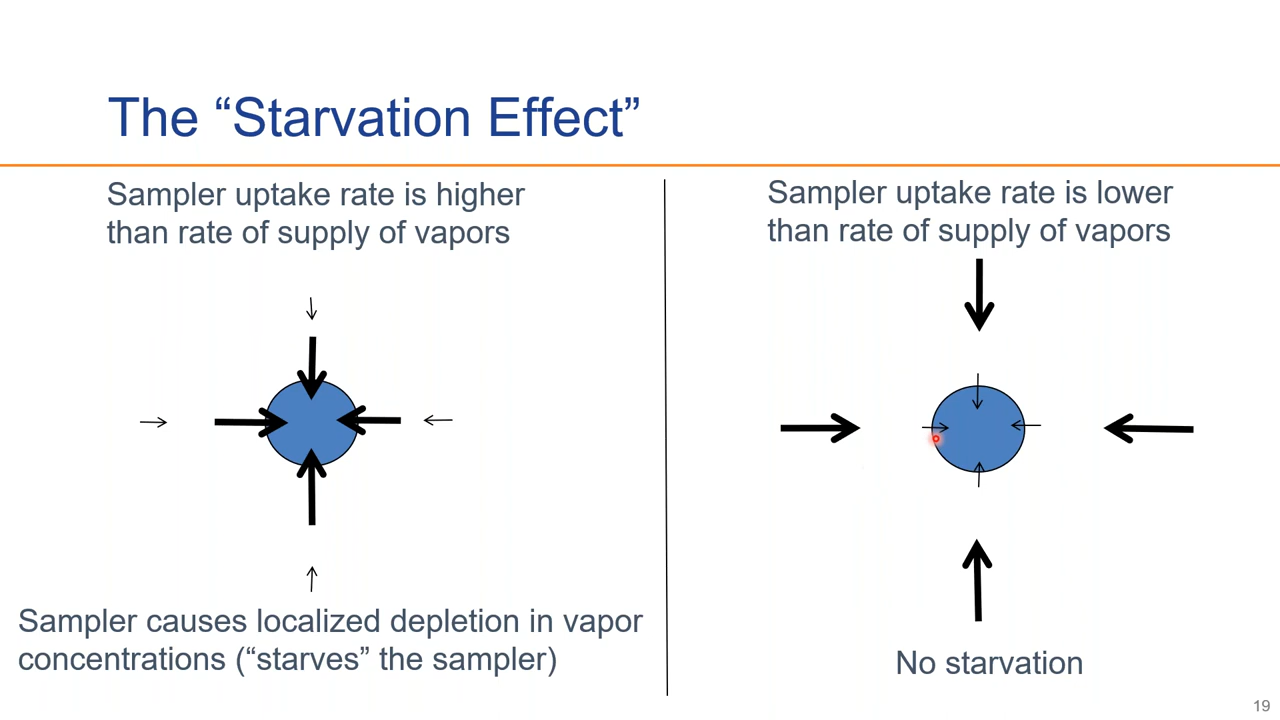 The “Starvation Effect”
Sampler uptake rate is higher
than rate of supply of vapors
Sampler causes localized depletion in vapor
concentrations (“starves” the sampler)
Sampler uptake rate is lower
than rate of supply of vapors
No starvation
19